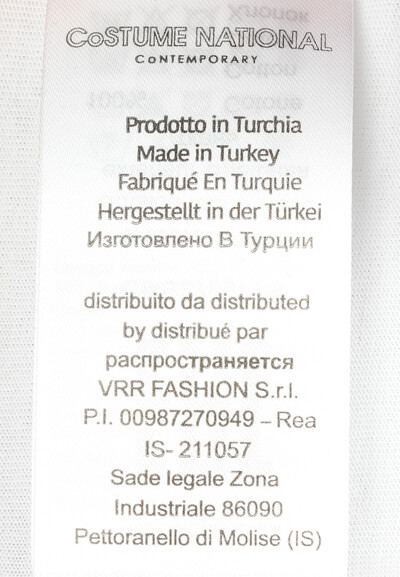 CoSTUME NATIONAL
CoNTEMPORARY
Prodotto in Turchia
Made in Turkey
Fabriqué En Turquie
Hergestellt in der Türkei
Изготовлено В Турции
distribuito da distributed
by distribué par
распространяется
VRR FASHION S.r.l.
P.I. 00987270949 – Rea
IS- 211057
Sade legale Zona
Industriale 86090
Pettoranello di Molise (IS)